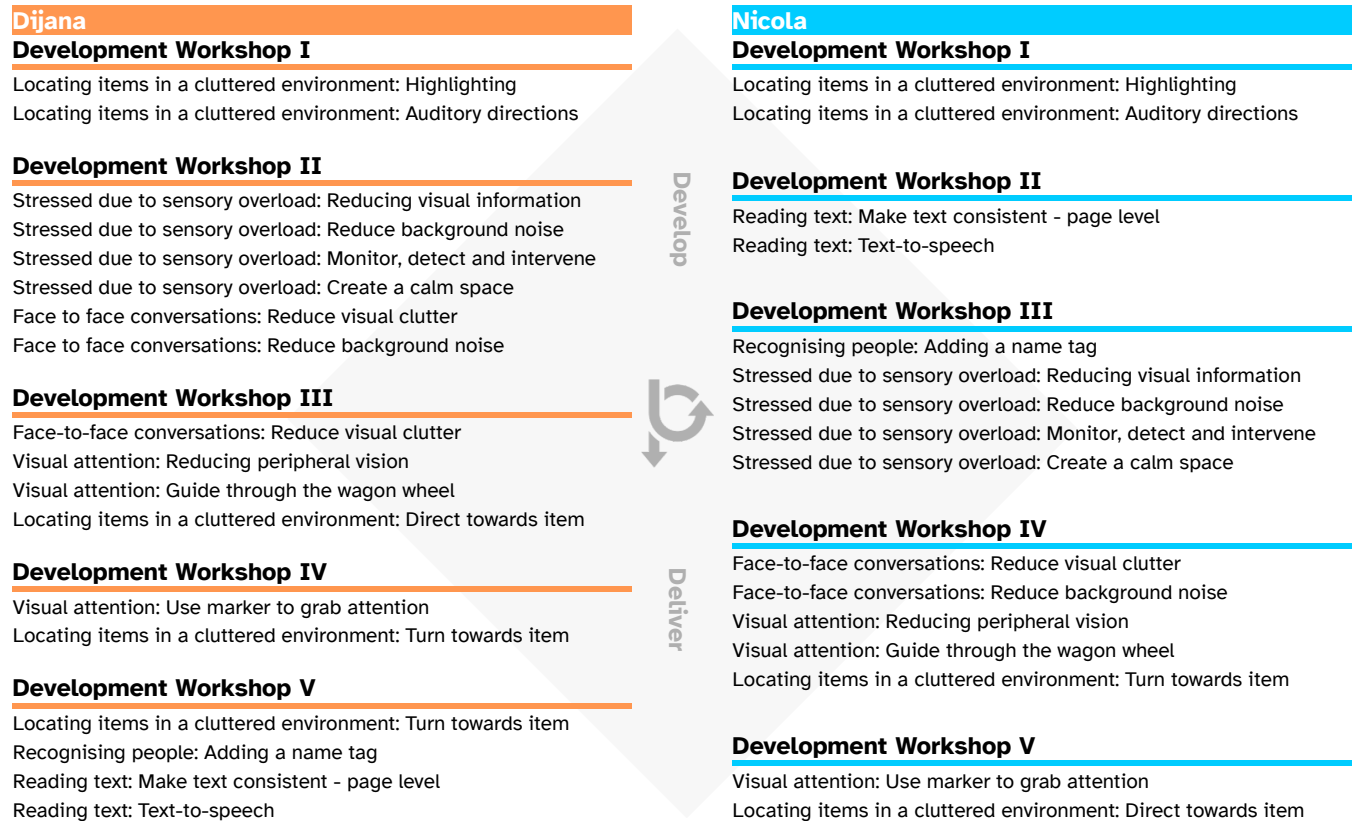 Dijana
Development Workshop I
Locating items in a cluttered environment: Highlighting
Locating items in a cluttered environment: Auditory directions
Development Workshop II
Stressed due to sensory overload: Reducing visual information
Stressed due to sensory overload: Reduce background noise
Stressed due to sensory overload: Monitor, detect and intervene
Stressed due to sensory overload: Create a calm space
Face to face conversations: Reduce visual clutter
Face to face conversations: Reduce background noise
Development Workshop III
Face-to-face conversations: Reduce visual clutter
Visual attention: Reducing peripheral vision
Visual attention: Guide through the wagon wheel
Locating items in a cluttered environment: Direct towards item
Development Workshop IV
Visual attention: Use marker to grab attention
Locating items in a cluttered environment: Turn towards item
Development Workshop V
Locating items in a cluttered environment: Turn towards item
Recognising people: Adding a name tag
Reading text: Make text consistent - page level
Reading text: Text-to-speech
Develop
Deliver
Nicola
Development Workshop I
Locating items in a cluttered environment: Highlighting
Locating items in a cluttered environment: Auditory directions
Development Workshop II
Reading text: Make text consistent - page level
Reading text: Text-to-speech
Development Workshop III
Recognising people: Adding a name tag
Stressed due to sensory overload: Reducing visual information
Stressed due to sensory overload: Reduce background noise
Stressed due to sensory overload: Monitor, detect and intervene
Stressed due to sensory overload: Create a calm space
Development Workshop IV
Face-to-face conversations: Reduce visual clutter
Face-to-face conversations: Reduce background noise
Visual attention: Reducing peripheral vision
Visual attention: Guide through the wagon wheel
Locating items in a cluttered environment: Turn towards item
Development Workshop V
Visual attention: Use marker to grab attention
Locating items in a cluttered environment: Direct towards item